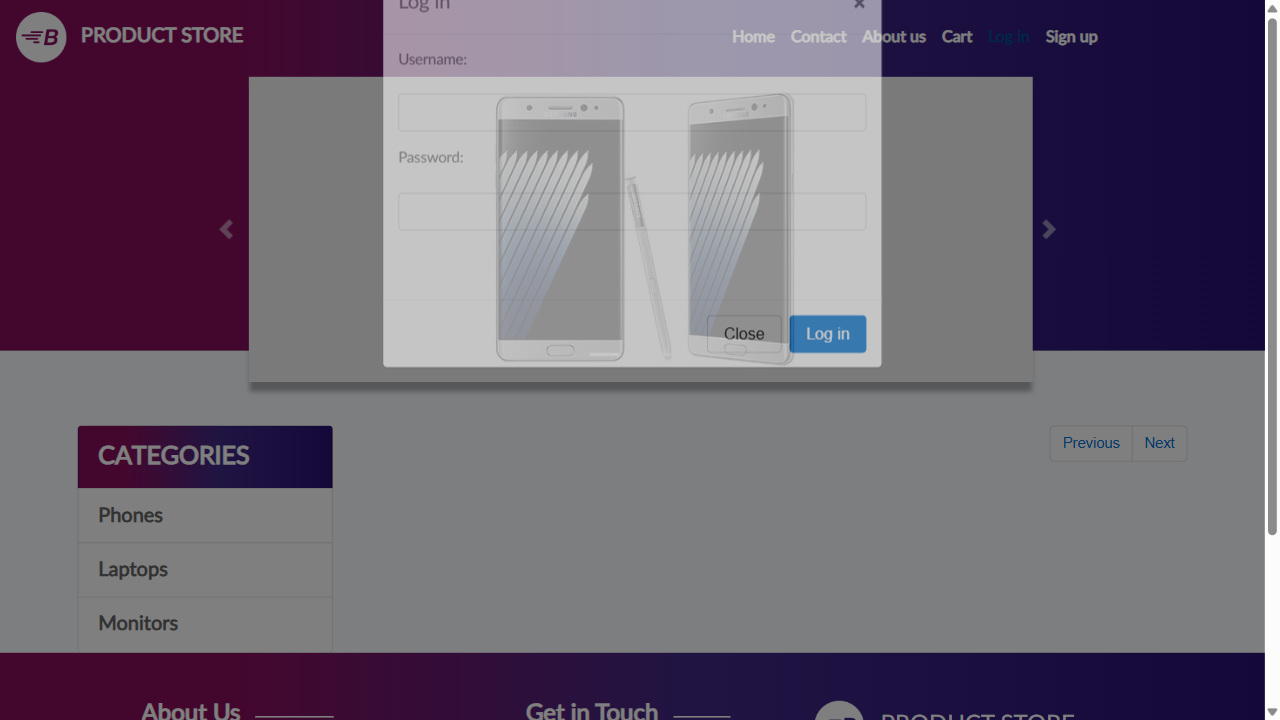 Log in
×
B PRODUCT STORE
Home Contact About us Cart Log in Sign up
Username:
SAMSUNG
Password:
Close Log in
CATEGORIES
Previous Next
Phones
Laptops
Monitors
About Us
Get in Touch
B PRODUCT STORE